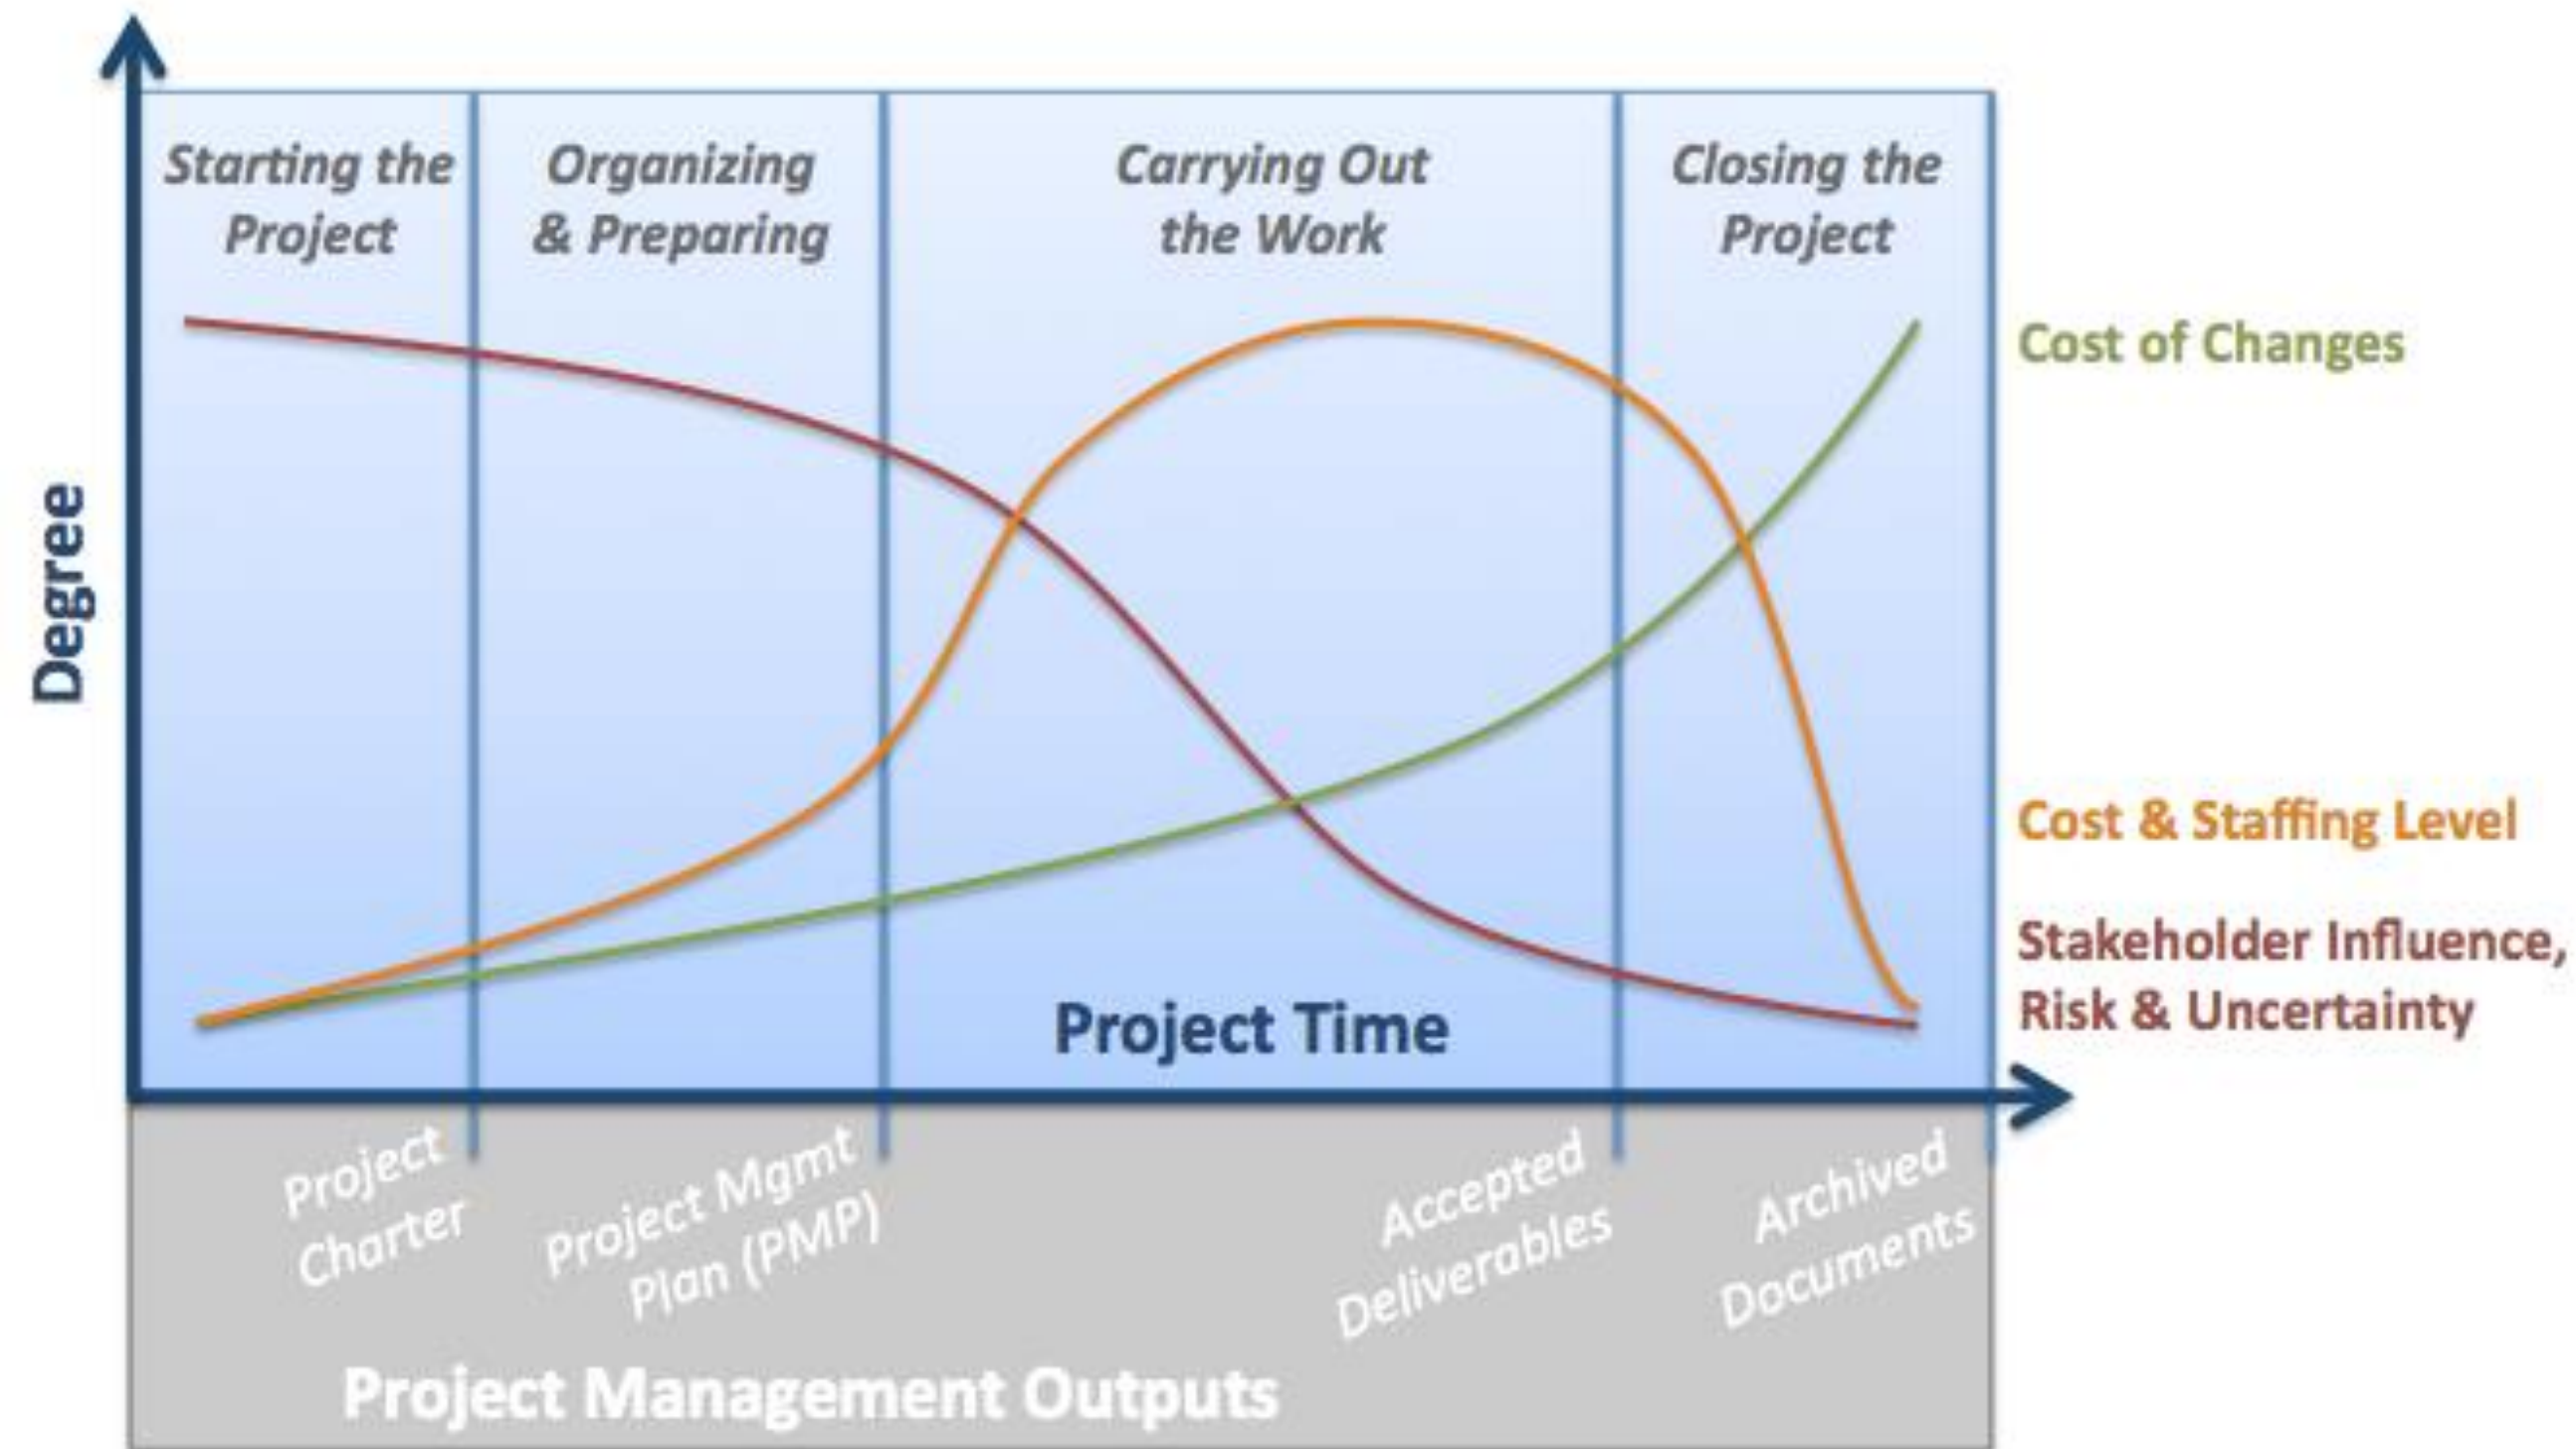 Starting the
Project
Organizing
& Preparing
Carrying Out
the Work
Closing the
Project
Cost of Changes
Degree
Cost & Staffing Level
Stakeholder Influence,
Risk & Uncertainty
Project Time
Project
Charter
Project Mgmt
Plan (PMP)
Accepted
Deliverables
Archived
Documents
Project Management Outputs